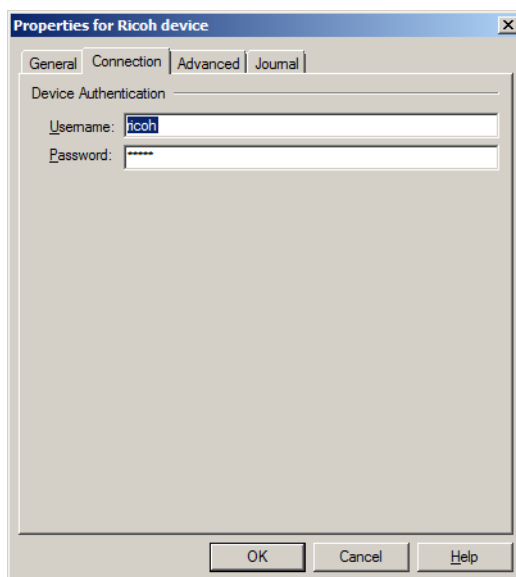 Properties for Ricoh device
General Connection Advanced Journal
Device Authentication
Username: ricoh
Password: *****
OK Cancel Help